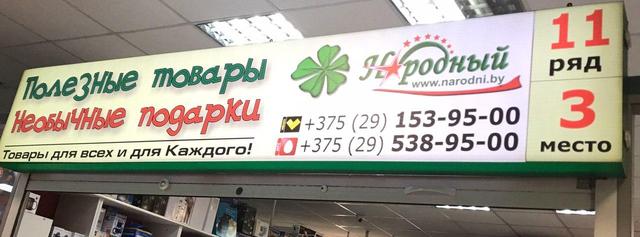 Полезные товары
Необычные подарки
Товары для всех и для Каждого!
Народный
www.narodni.by
+375 (29) 153-95-00
+375 (29) 538-95-00
11
ряд
3
место